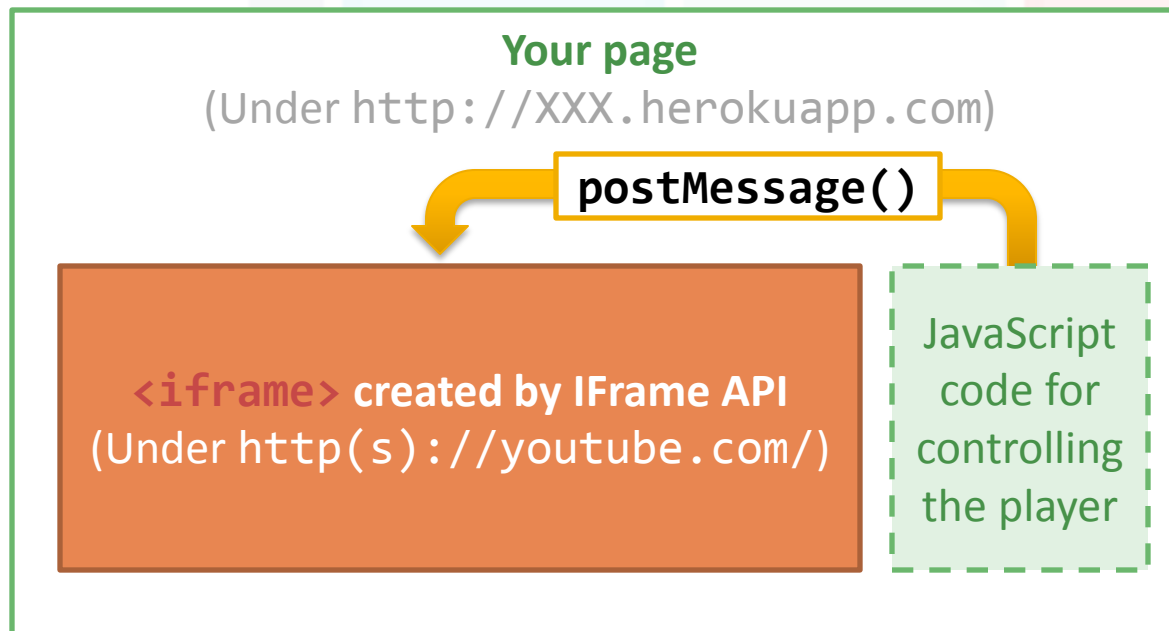 Your page
(Under http://XXX.herokuapp.com)
postMessage()
<iframe> created by IFrame API
(Under http(s)://youtube.com/)
JavaScript
code for
controlling
the player